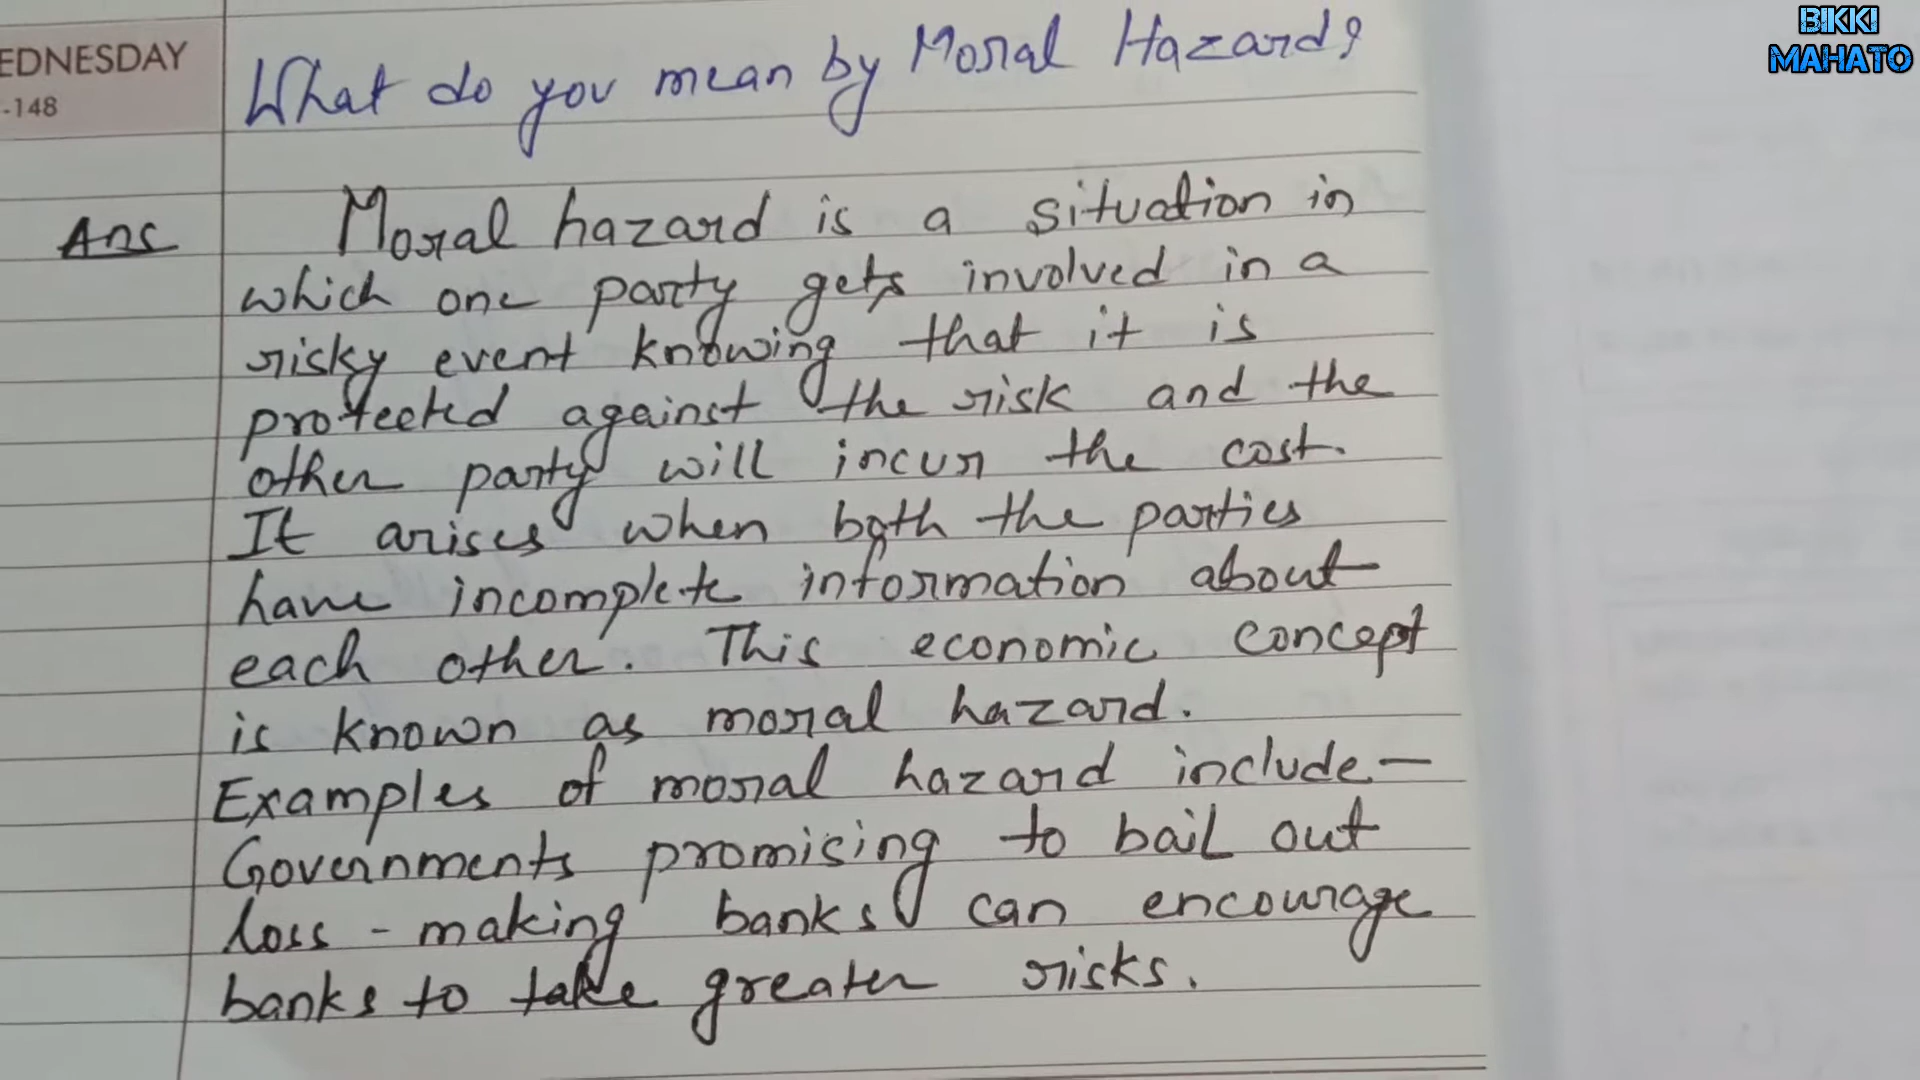 BIKKI
MAHATO
EDNESDAY
-148
What do you mean by Moral Hazard?
Ans
Moral hazard is a situation in
which one party gets involved in a
risky event knowing that it is
protected against the risk and the
other party will incur the cost.
It arises when both the parties
have incomplete information about
each other. This economic concept
is known as moral hazard.
Examples of moral hazard include -
Governments promising to bail out
loss - making banks can encourage
banks to take greater risks.